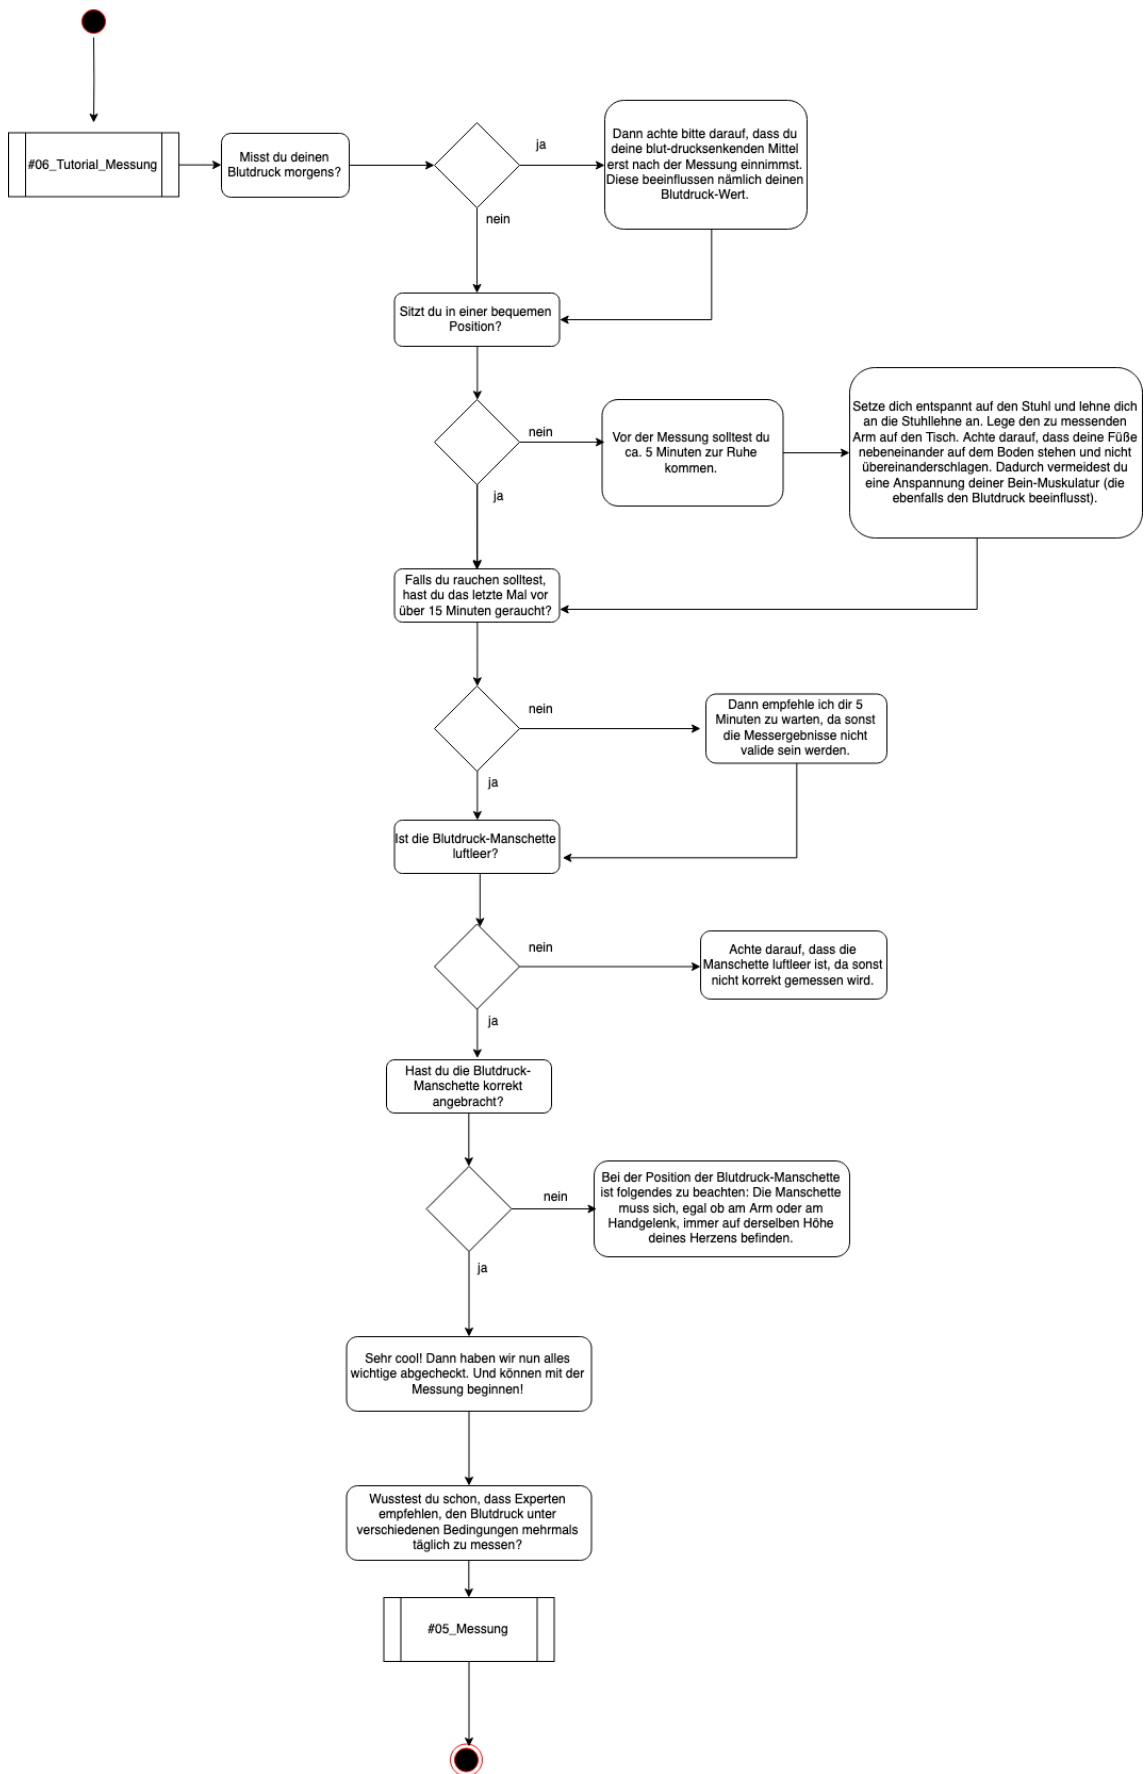 #06_Tutorial_Messung
Misst du deinen
Blutdruck morgens?
ja
Dann achte bitte darauf, dass du
deine blut-drucksenkenden Mittel
erst nach der Messung einnimmst.
Diese beeinflussen nämlich deinen
Blutdruck-Wert.
nein
Sitzt du in einer bequemen
Position?
nein
Vor der Messung solltest du
ca. 5 Minuten zur Ruhe
kommen.
Setze dich entspannt auf den Stuhl und lehne dich
an die Stuhllehne an. Lege den zu messenden
Arm auf den Tisch. Achte darauf, dass deine Füße
nebeneinander auf dem Boden stehen und nicht
übereinanderschlagen. Dadurch vermeidest du
eine Anspannung deiner Bein-Muskulatur (die
ebenfalls den Blutdruck beeinflusst).
ja
Falls du rauchen solltest,
hast du das letzte Mal vor
über 15 Minuten geraucht?
nein
Dann empfehle ich dir 5
Minuten zu warten, da sonst
die Messergebnisse nicht
valide sein werden.
ja
Ist die Blutdruck-Manschette
luftleer?
nein
Achte darauf, dass die
Manschette luftleer ist, da sonst
nicht korrekt gemessen wird.
ja
Hast du die Blutdruck-
Manschette korrekt
angebracht?
nein
Bei der Position der Blutdruck-Manschette
ist folgendes zu beachten: Die Manschette
muss sich, egal ob am Arm oder am
Handgelenk, immer auf derselben Höhe
deines Herzens befinden.
ja
Sehr cool! Dann haben wir nun alles
wichtige abgecheckt. Und können mit der
Messung beginnen!
Wusstest du schon, dass Experten
empfehlen, den Blutdruck unter
verschiedenen Bedingungen mehrmals
täglich zu messen?
#05_Messung